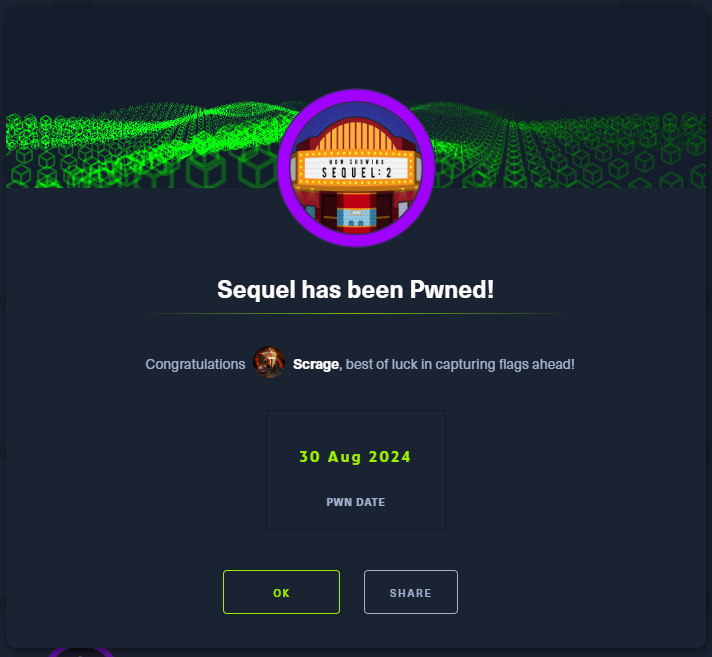 NOW SHOWING
SEQUEL: 2
Sequel has been Pwned!
Congratulations Scrage, best of luck in capturing flags ahead!
30 Aug 2024
PWN DATE
OK SHARE